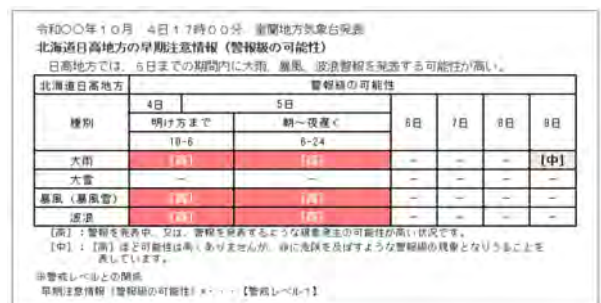 令和〇〇年10月 4日17時00分 室蘭地方気象台発表
北海道日高地方の早期注意情報(警報級の可能性)
日高地方では、6日までの期間内に大雨、暴風、波浪警報を発表する可能性が高い。
北海道日高地方 警報級の可能性
種別 4日 5日 6日 7日 8日 9日
明け方まで 朝~夜遅く
18-6 6-24
大雨 [高] [高] - - - [中]
大雪 - - - - - -
暴風(暴風雪) [高] [高] - - - -
波浪 [高] [高] - - - -
[高]:警報を発表中、又は、警報を発表するような現象発生の可能性が高い状況です。
[中]:[高]ほど可能性は高くありませんが、命に危険を及ぼすような警報級の現象となりうることを
表しています。
※警戒レベルとの関係
早期注意情報(警報級の可能性)*・・・【警戒レベル1】